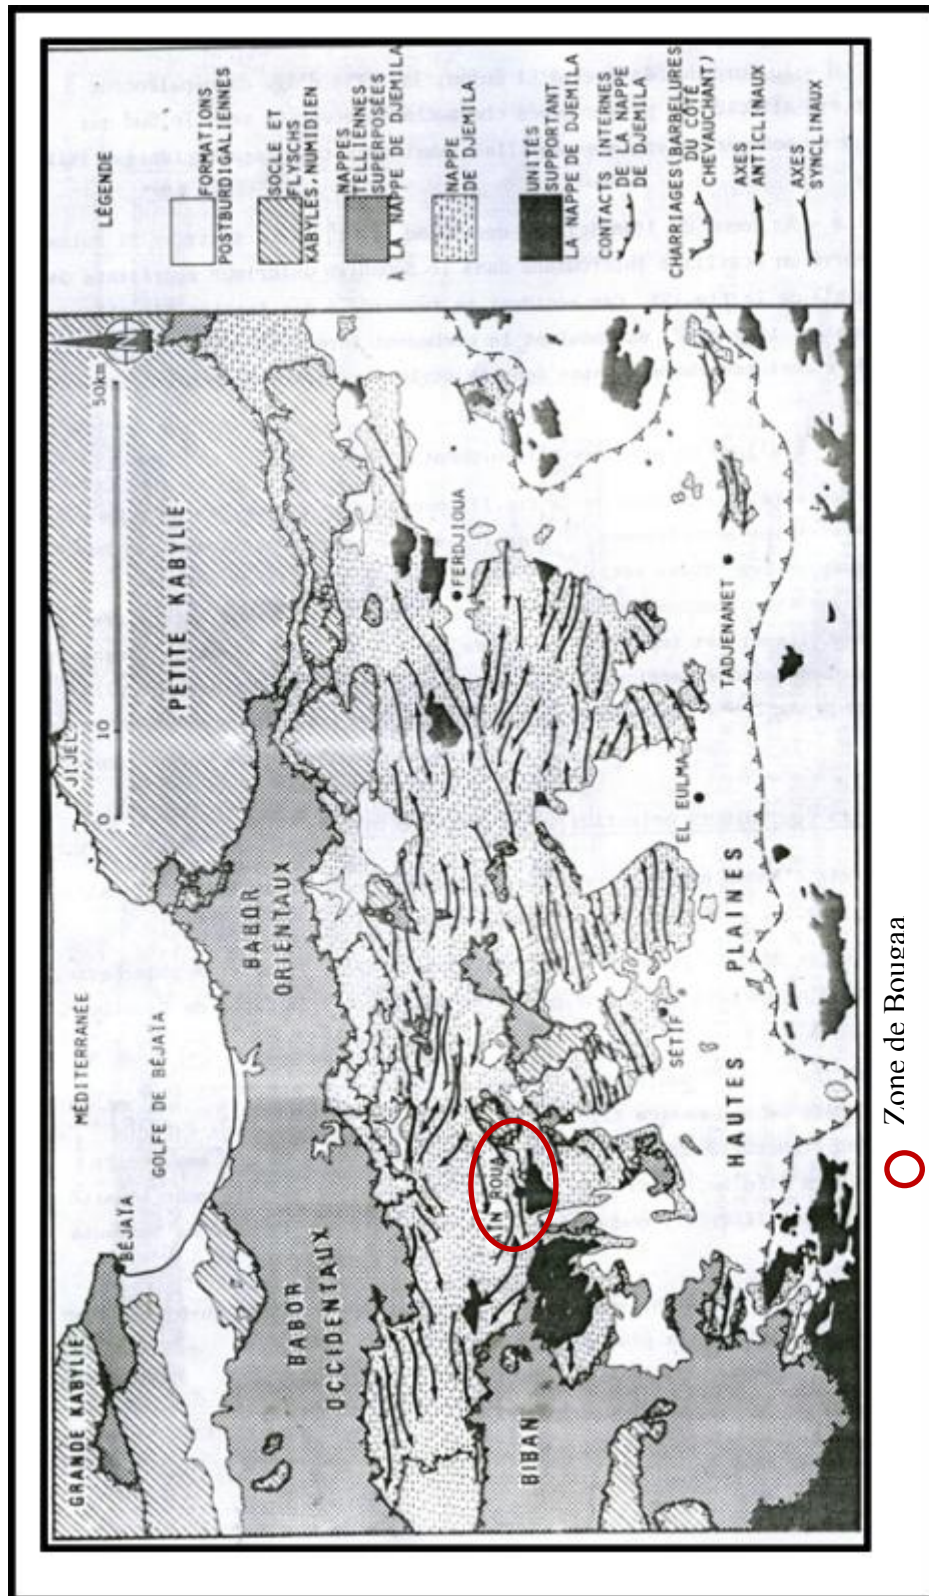 MÉDITERRANÉE
JIJEL
GRANDE KABYLIE
BÉJAÏA
GOLFE DE BÉJAÏA
0 10 50km
N
PETITE KABYLIE
BABOR
ORIENTAUX
BABOR
OCCIDENTAUX
FERDJIOUA
IN ROUA
BIBAN
SÉTIF
EL EULMA
TADJENANET
HAUTES PLAINES
LÉGENDE
FORMATIONS
POSTBURDIGALIENNES
SOCLE ET
FLYSCHS
KABYLES, NUMIDIEN
NAPPES
TELLIENNES
SUPERPOSÉES
À LA NAPPE DE DJEMILA
NAPPE
DE DJEMILA
UNITÉS
SUPPORTANT
LA NAPPE DE DJEMILA
CONTACTS INTERNES
DE LA NAPPE
DE DJEMILA
CHARRIAGES (BARBELURES
DU CÔTÉ
CHEVAUCHANT)
AXES
ANTICLINAUX
AXES
SYNCLINAUX
Zone de Bougaa